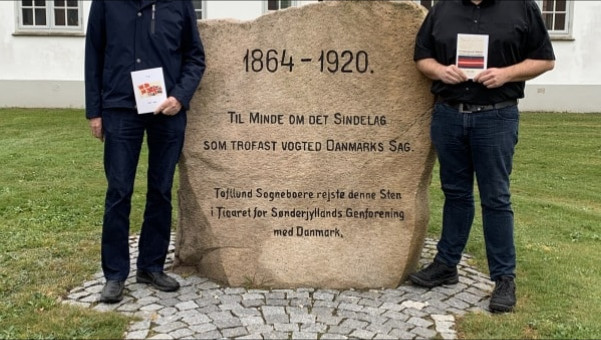 1864-1920.
TIL MINDE OM DET SINDELAG
SOM TROFAST VOGTED DANMARKS SAG.
Toftlund Sogneboere rejste denne Sten
i Tiaaret for Sønderjyllands Genforening
med Danmark.